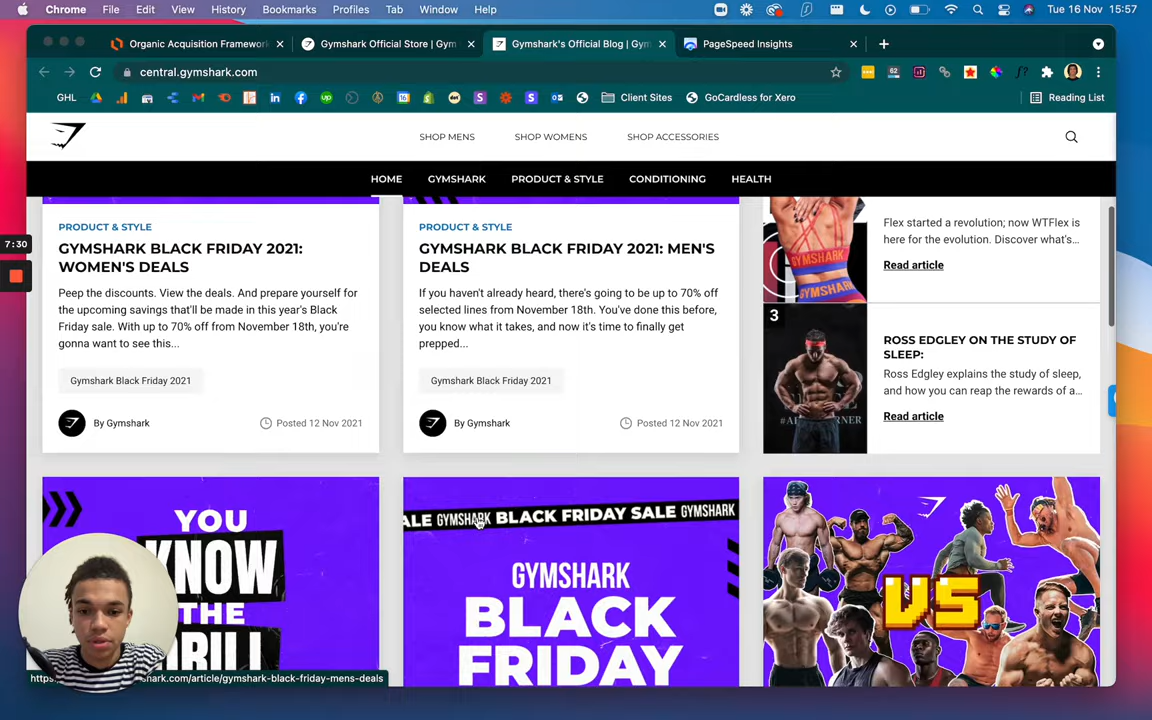 Chrome File Edit View History Bookmarks Profiles Tab Window Help
Tue 16 Nov 15:57
Organic Acquisition Framework
Gymshark Official Store | Gym
Gymshark's Official Blog | Gym
PageSpeed Insights
central.gymshark.com
62
f?
GHL
Client Sites
GoCardless for Xero
Reading List
SHOP MENS SHOP WOMENS SHOP ACCESSORIES
HOME GYMSHARK PRODUCT & STYLE CONDITIONING HEALTH
7:30
PRODUCT & STYLE
GYMSHARK BLACK FRIDAY 2021:
WOMEN'S DEALS
Peep the discounts. View the deals. And prepare yourself for
the upcoming savings that'll be made in this year's Black
Friday sale. With up to 70% off from November 18th, you're
gonna want to see this...
Gymshark Black Friday 2021
By Gymshark
Posted 12 Nov 2021
PRODUCT & STYLE
GYMSHARK BLACK FRIDAY 2021: MEN'S
DEALS
If you haven't already heard, there's going to be up to 70% off
selected lines from November 18th. You've done this before,
you know what it takes, and now it's time to finally get
prepped...
Gymshark Black Friday 2021
By Gymshark
Posted 12 Nov 2021
GYMSHARK
GYMSHARK
Flex started a revolution; now WTFlex is
here for the evolution. Discover what's...
Read article
3
ROSS EDGLEY ON THE STUDY OF
SLEEP:
Ross Edgley explains the study of sleep,
and how you can reap the rewards of a...
Read article
YOU
KNOW
THE
DRILL
ALE GYMSHARK BLACK FRIDAY SALE GYMSHARK
GYMSHARK
BLACK
FRIDAY
VS
shark.com/article/gymshark-black-friday-mens-deals